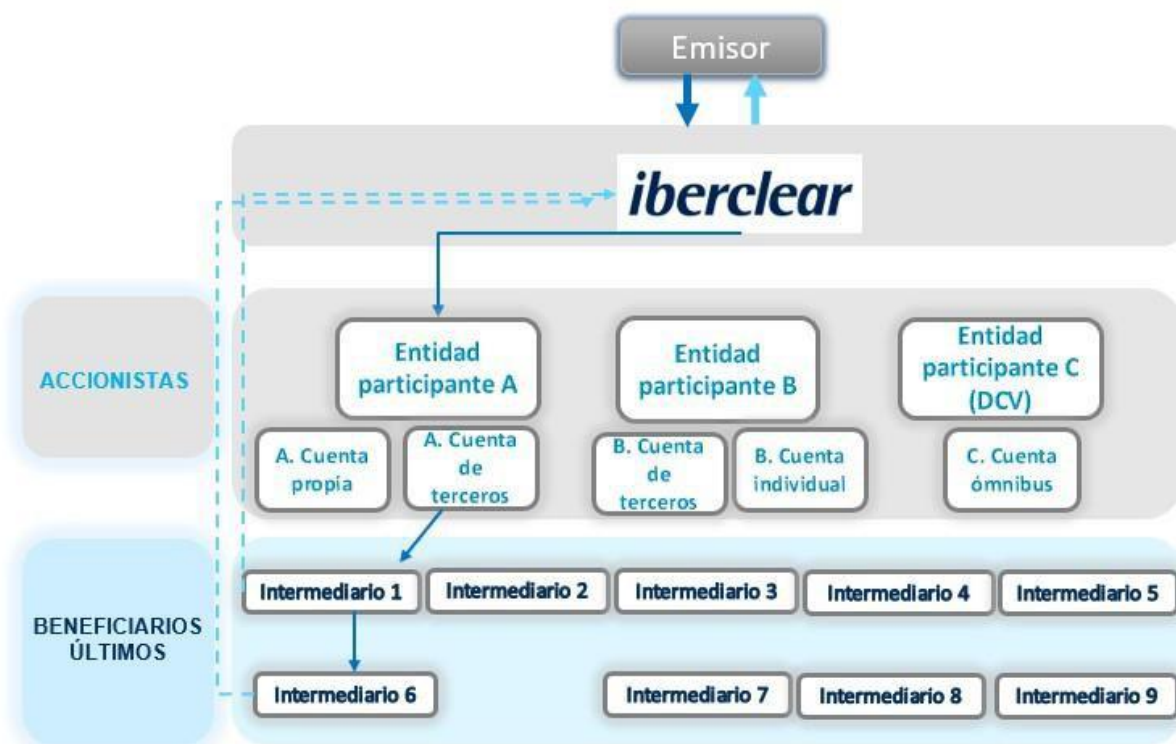 Emisor
iberclear
ACCIONISTAS
Entidad
participante A
Entidad
participante B
Entidad
participante C
(DCV)
A. Cuenta
propia
A. Cuenta
de
terceros
B. Cuenta
de
terceros
B. Cuenta
individual
C. Cuenta
ómnibus
BENEFICIARIOS
ÚLTIMOS
Intermediario 1
Intermediario 2
Intermediario 3
Intermediario 4
Intermediario 5
Intermediario 6
Intermediario 7
Intermediario 8
Intermediario 9